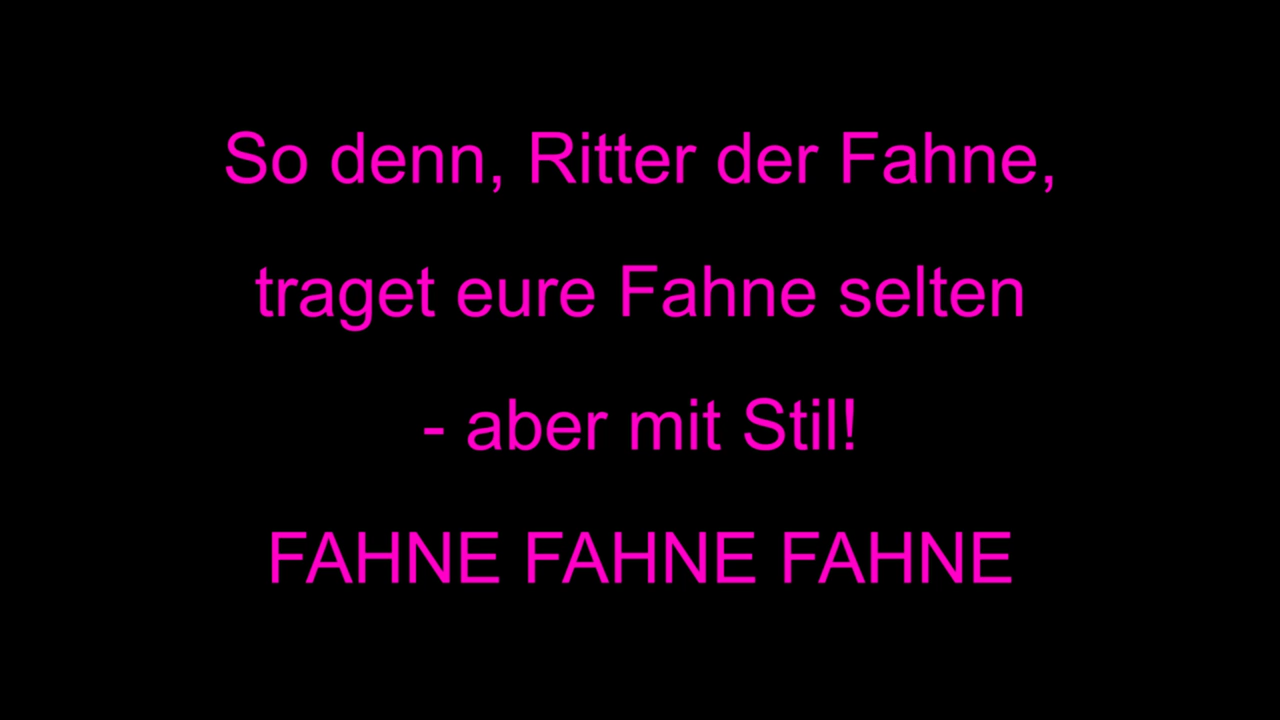 So denn, Ritter der Fahne,
traget eure Fahne selten
- aber mit Stil!
FAHNE FAHNE FAHNE